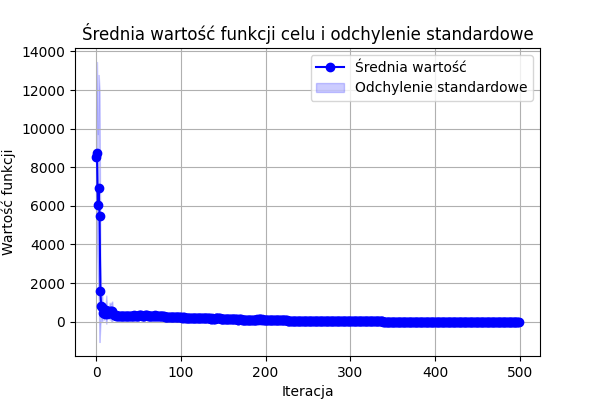 Średnia wartość funkcji celu i odchylenie standardowe
14000
12000
10000
8000
6000
4000
2000
0
Wartość funkcji
Średnia wartość
Odchylenie standardowe
0 100 200 300 400 500
Iteracja